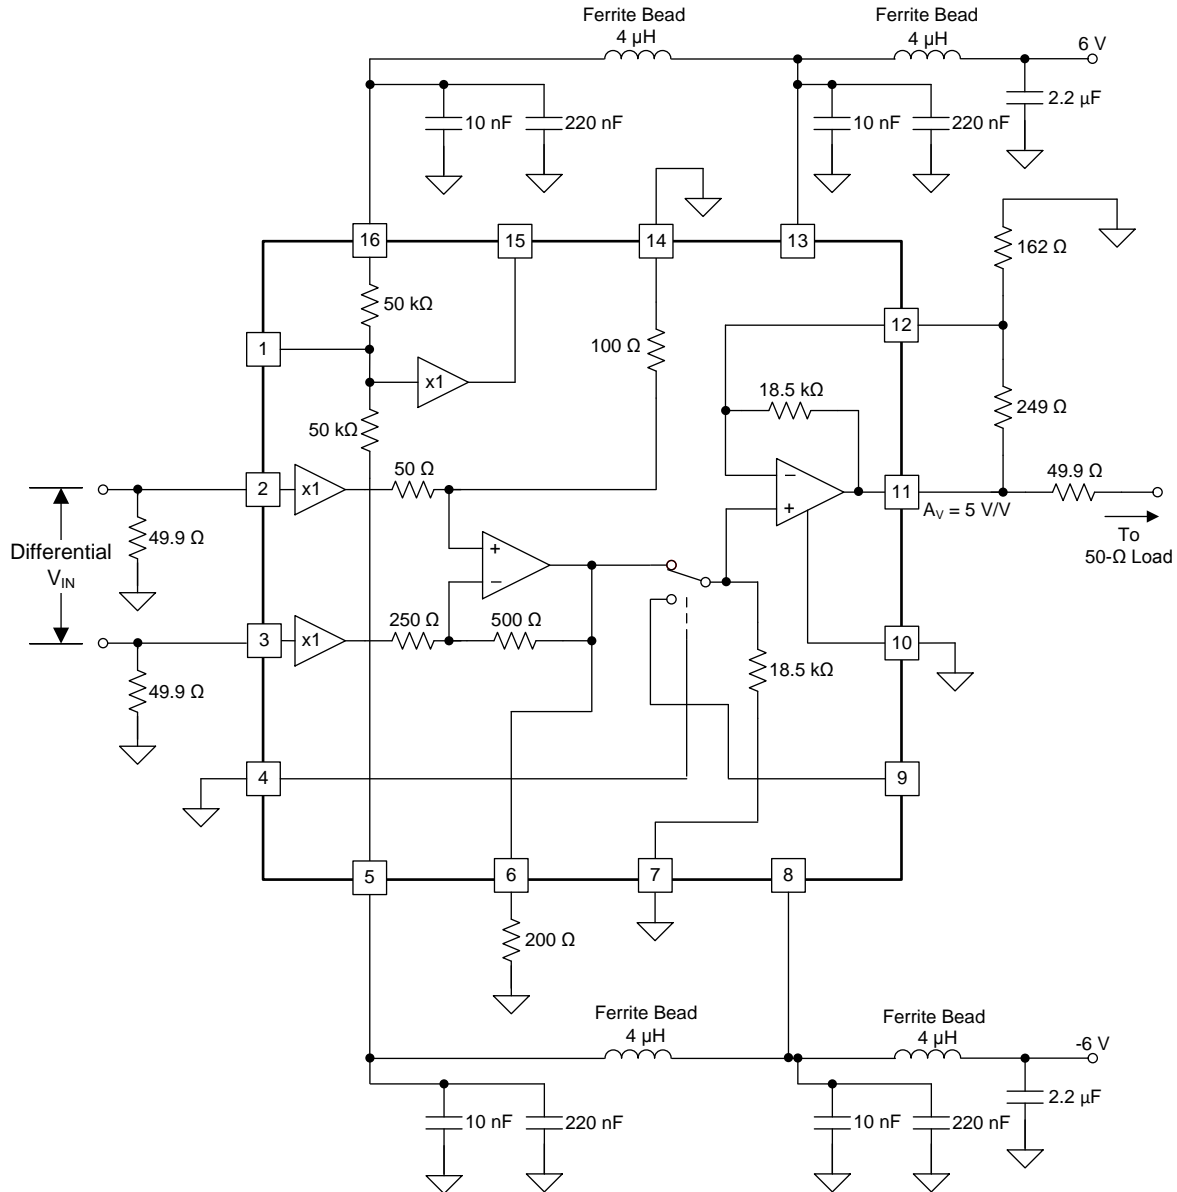 Ferrite Bead
4 µH
Ferrite Bead
4 µH
6 V
2.2 µF
10 nF
220 nF
10 nF
220 nF
16
15
14
13
162 Ω
50 kΩ
12
1
100 Ω
x1
18.5 kΩ
249 Ω
50 kΩ
50 Ω
49.9 Ω
2
x1
−
11
A_V = 5 V/V
+
To
50-Ω Load
49.9 Ω
Differential
V_IN
+
−
250 Ω
500 Ω
3
x1
10
18.5 kΩ
49.9 Ω
4
9
5
6
7
8
200 Ω
Ferrite Bead
4 µH
Ferrite Bead
4 µH
-6 V
2.2 µF
10 nF
220 nF
10 nF
220 nF